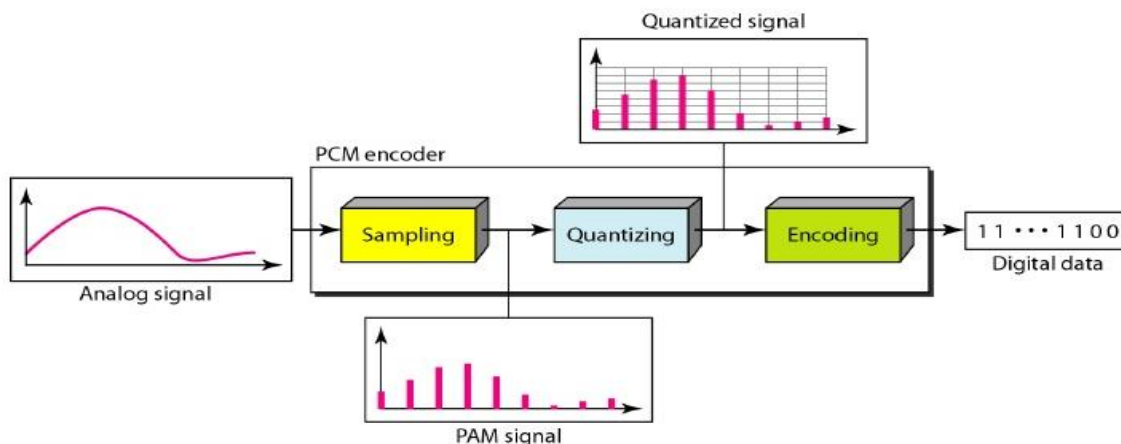 Quantized signal
PCM encoder
Sampling
Quantizing
Encoding
11 ••• 1100
Digital data
Analog signal
PAM signal